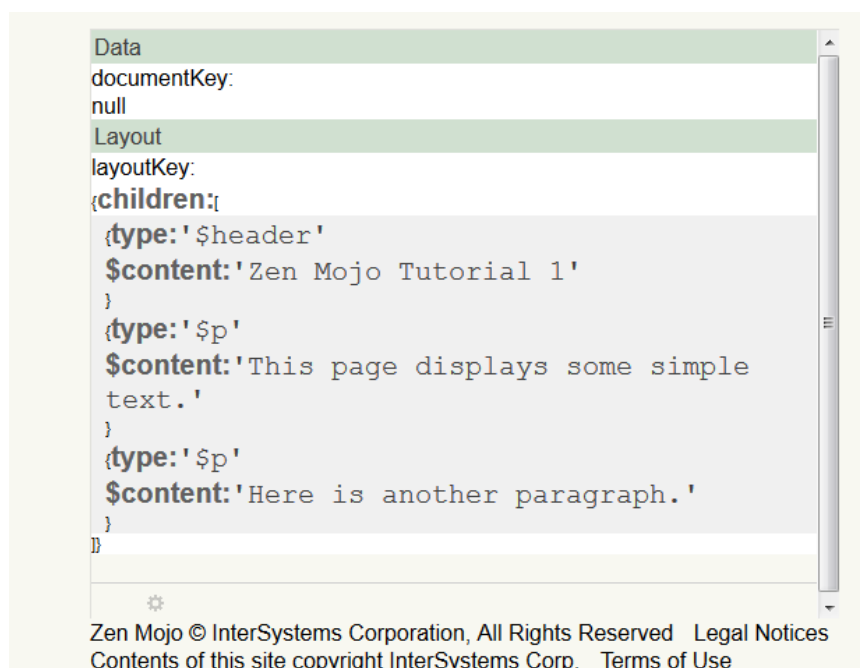 Data
documentKey:
null
Layout
layoutKey:
{children:[
{type:'$header'
$content:'Zen Mojo Tutorial 1'
}
{type:'$p'
$content:'This page displays some simple
text.'
}
{type:'$p'
$content:'Here is another paragraph.'
}
]}
Zen Mojo © InterSystems Corporation, All Rights Reserved Legal Notices
Contents of this site copyright InterSystems Corp. Terms of Use